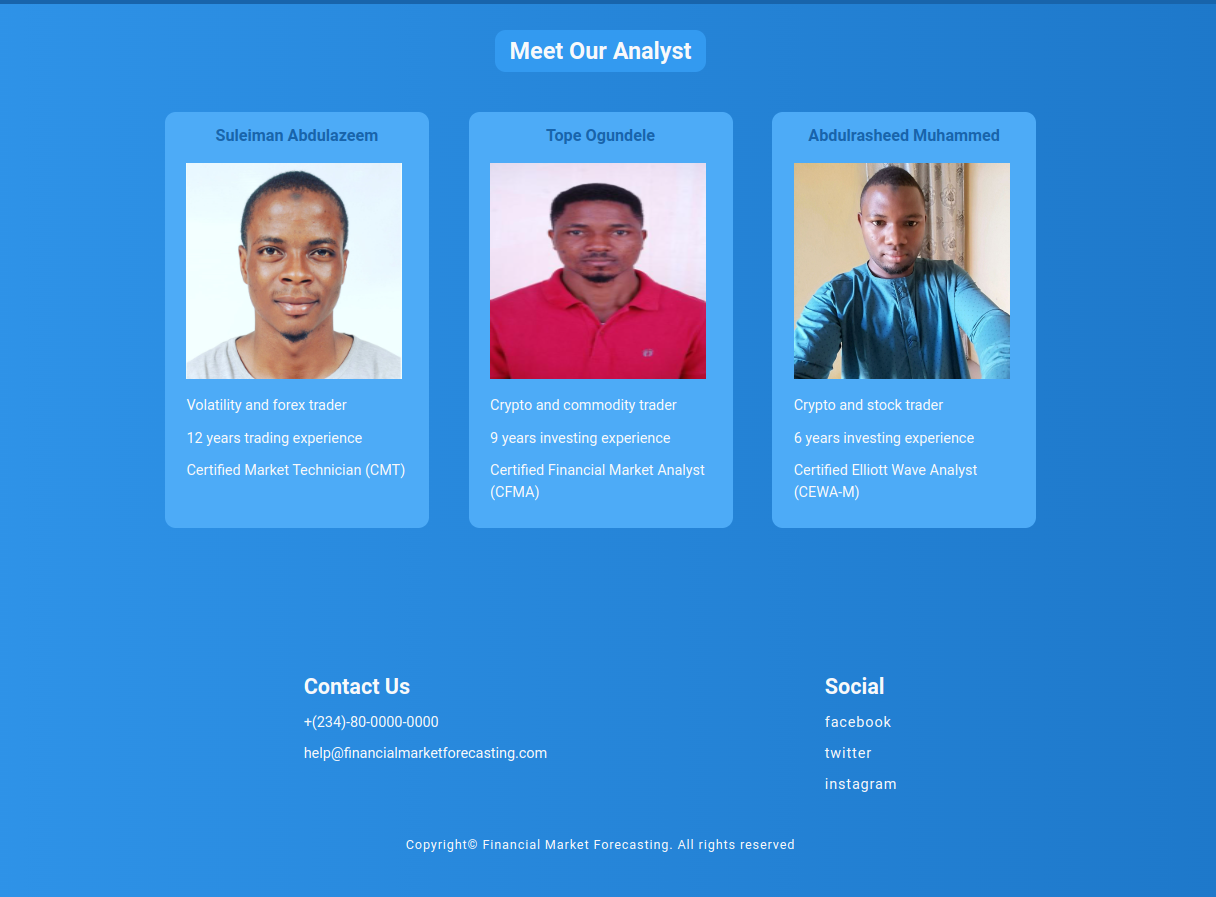 Meet Our Analyst
Suleiman Abdulazeem
Tope Ogundele
Abdulrasheed Muhammed
Volatility and forex trader
12 years trading experience
Certified Market Technician (CMT)
Crypto and commodity trader
9 years investing experience
Certified Financial Market Analyst
(CFMA)
Crypto and stock trader
6 years investing experience
Certified Elliott Wave Analyst
(CEWA-M)
Contact Us
+(234)-80-0000-0000
help@financialmarketforecasting.com
Social
facebook
twitter
instagram
Copyright© Financial Market Forecasting. All rights reserved